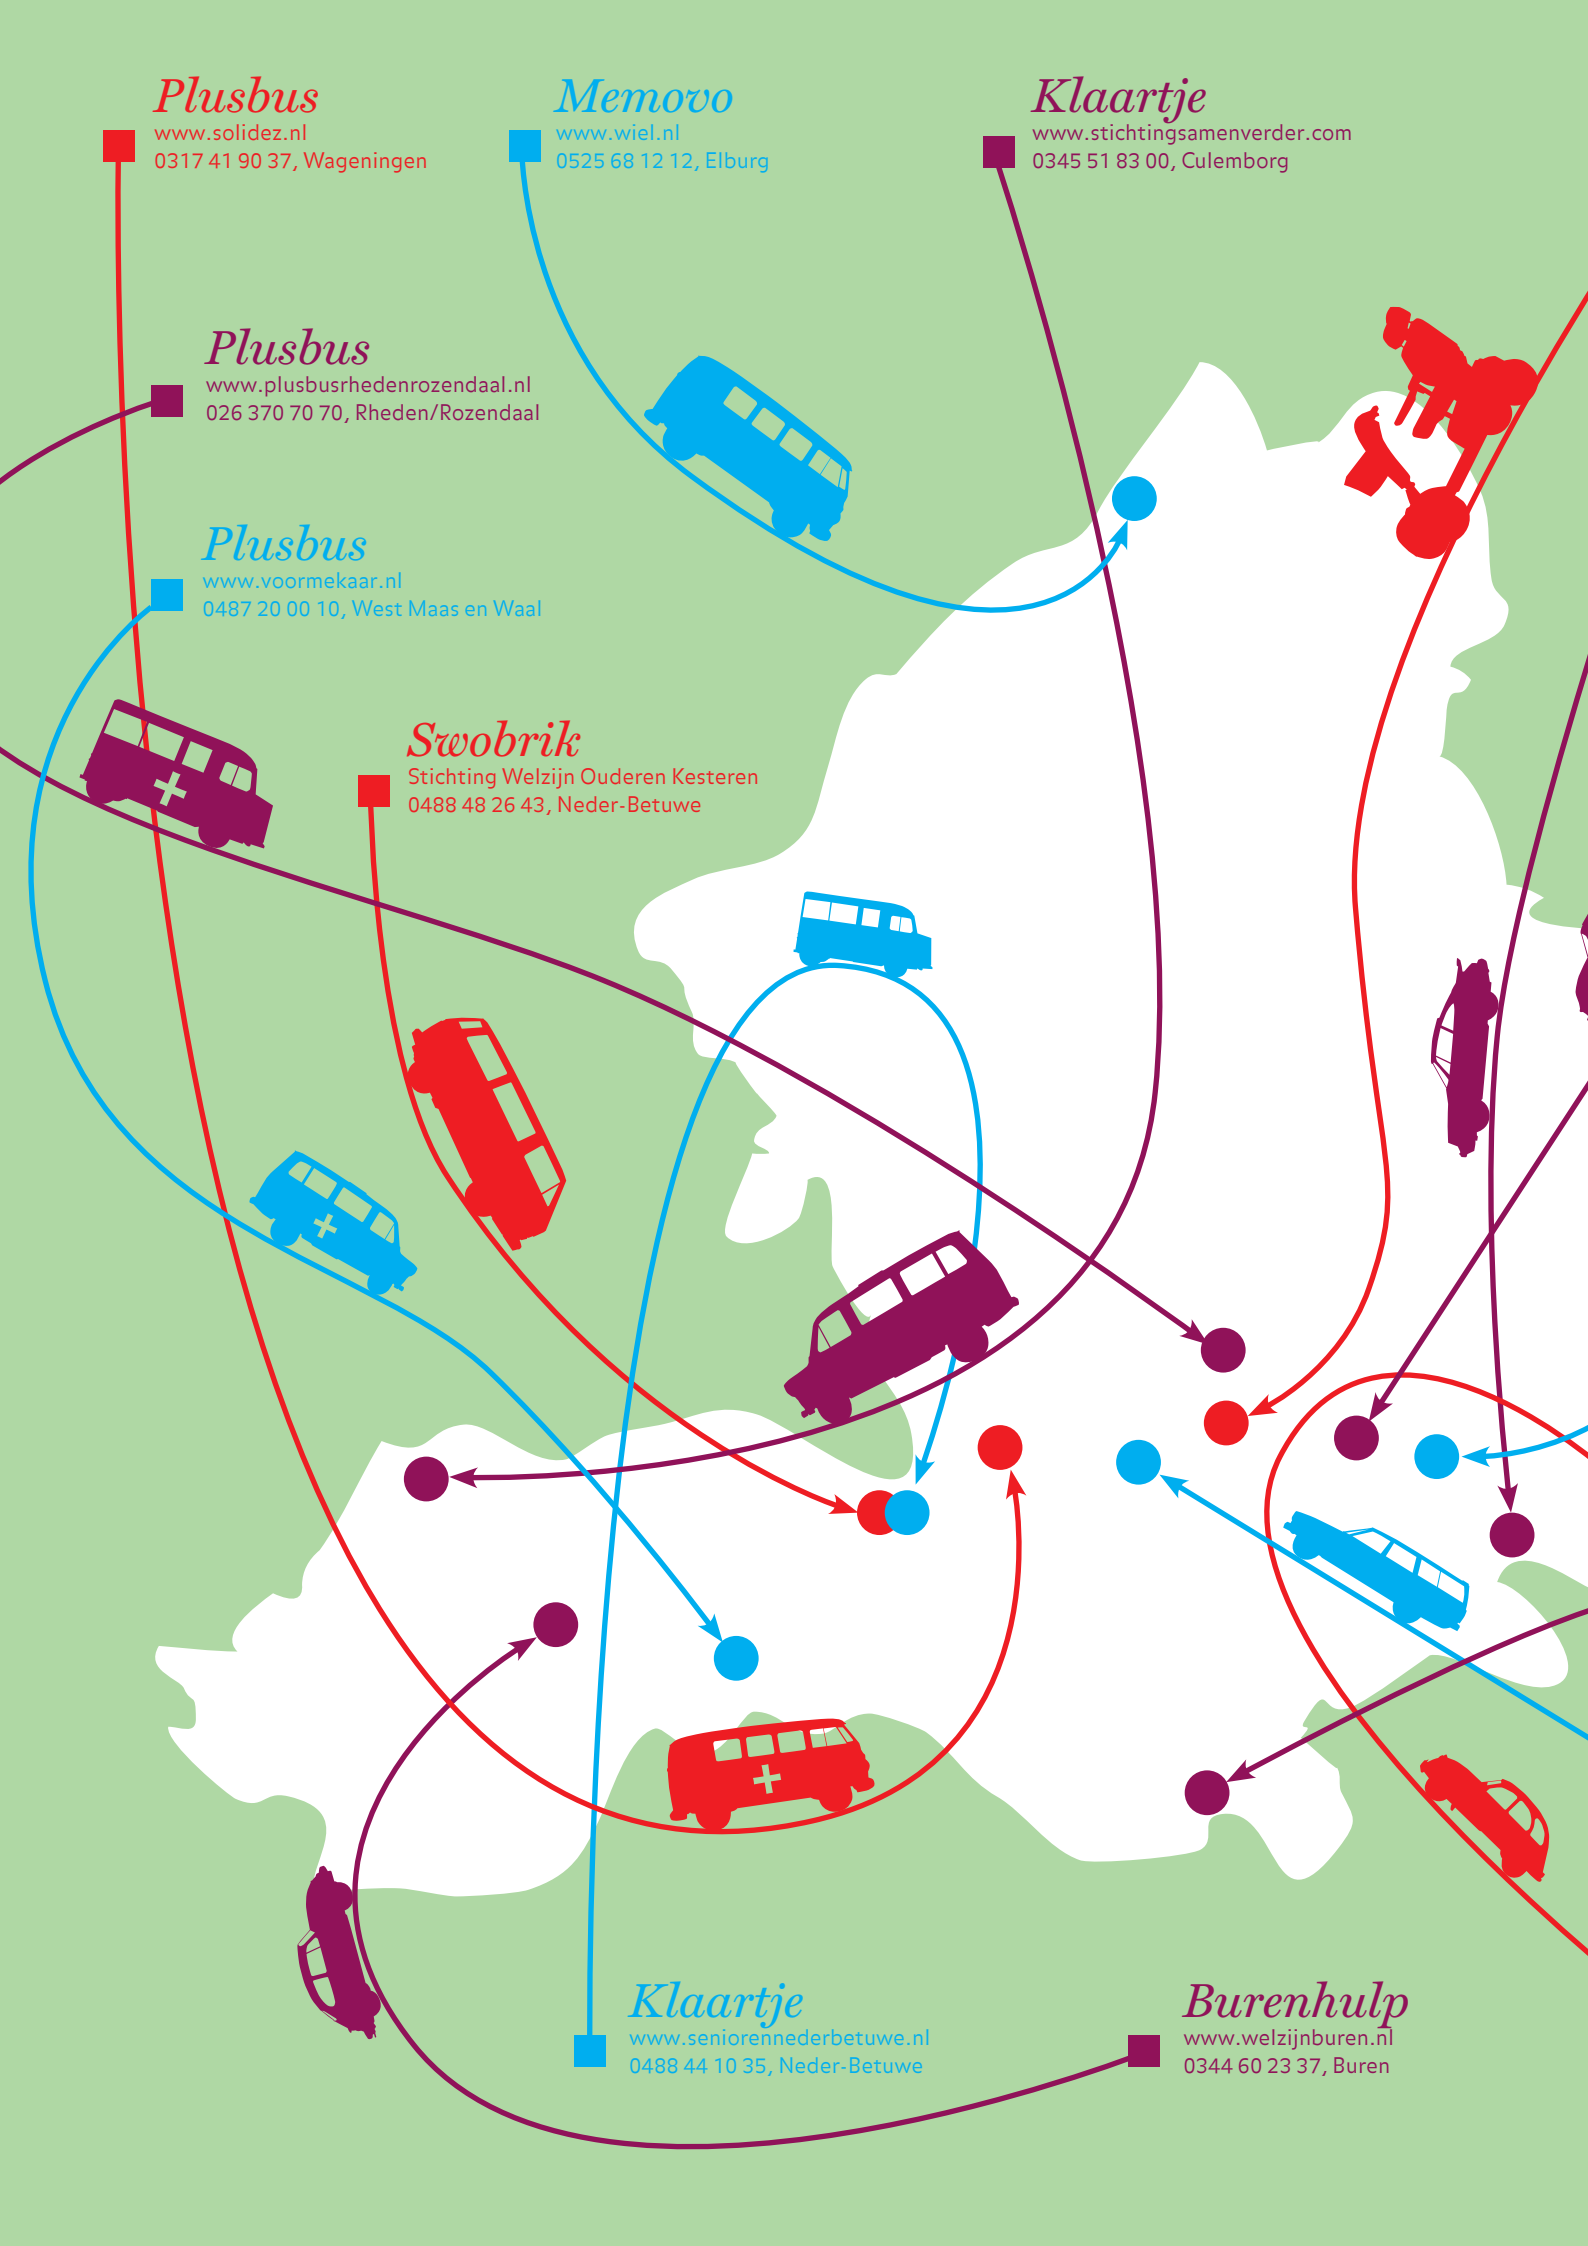 Plusbus
www.solidez.nl
0317 41 90 37, Wageningen
Memovo
www.wiel.nl
0525 68 12 12, Elburg
Klaartje
www.stichtingsamenverder.com
0345 51 83 00, Culemborg
Plusbus
www.plusbusrhedenrozendaal.nl
026 370 70 70, Rheden/Rozendaal
Plusbus
www.voormekaar.nl
0487 20 00 10, West Maas en Waal
Swobrik
Stichting Welzijn Ouderen Kesteren
0488 48 26 43, Neder-Betuwe
Klaartje
www.seniorennederbetuwe.nl
0488 44 10 35, Neder-Betuwe
Burenhulp
www.welzijnburen.nl
0344 60 23 37, Buren